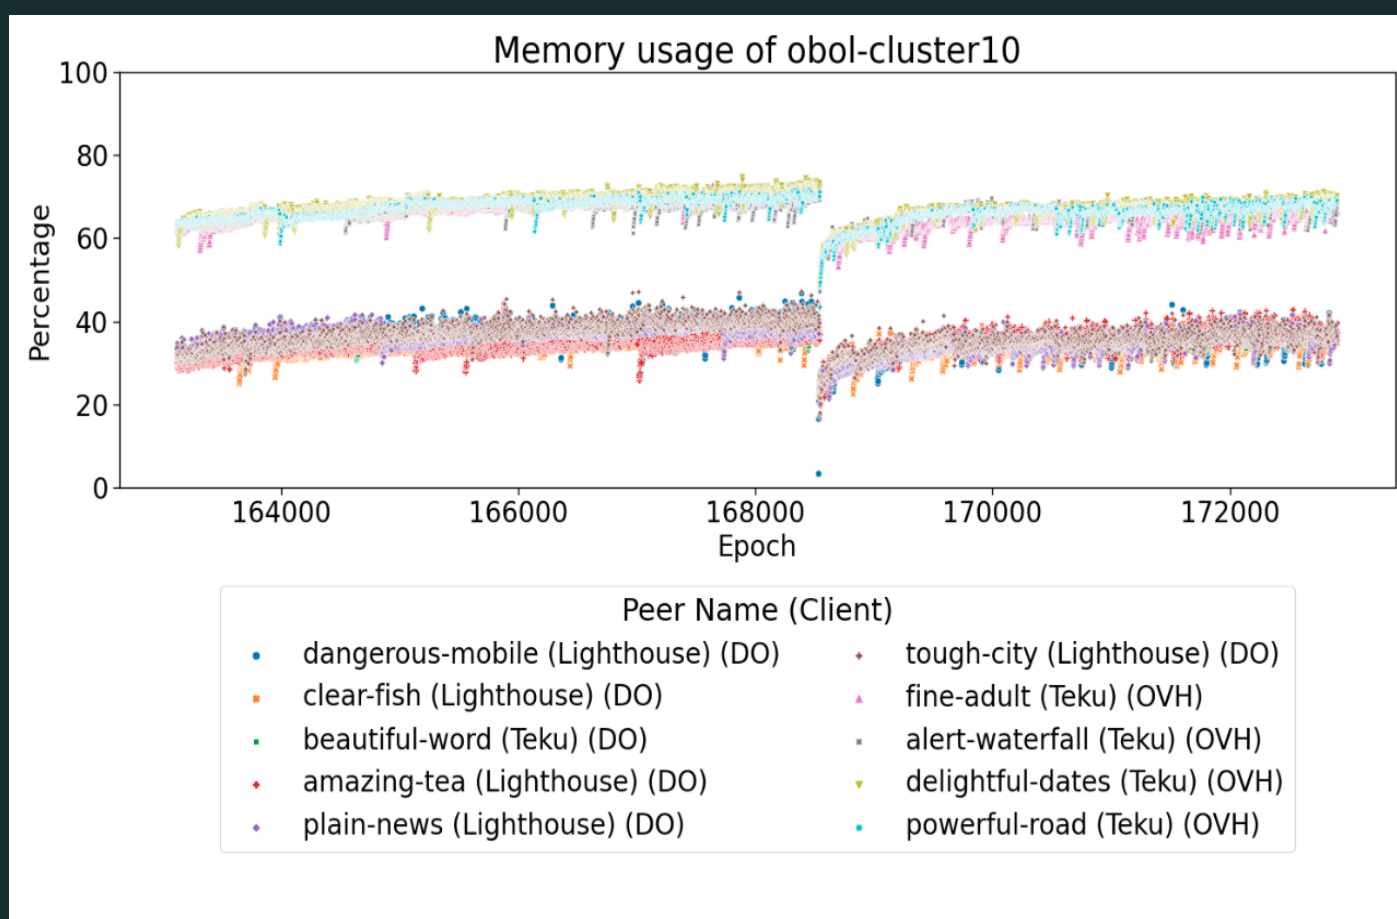 Memory usage of obol-cluster10
100
80
60
40
20
0
Percentage
164000 166000 168000 170000 172000
Epoch
Peer Name (Client)
dangerous-mobile (Lighthouse) (DO)
clear-fish (Lighthouse) (DO)
beautiful-word (Teku) (DO)
amazing-tea (Lighthouse) (DO)
plain-news (Lighthouse) (DO)
tough-city (Lighthouse) (DO)
fine-adult (Teku) (OVH)
alert-waterfall (Teku) (OVH)
delightful-dates (Teku) (OVH)
powerful-road (Teku) (OVH)